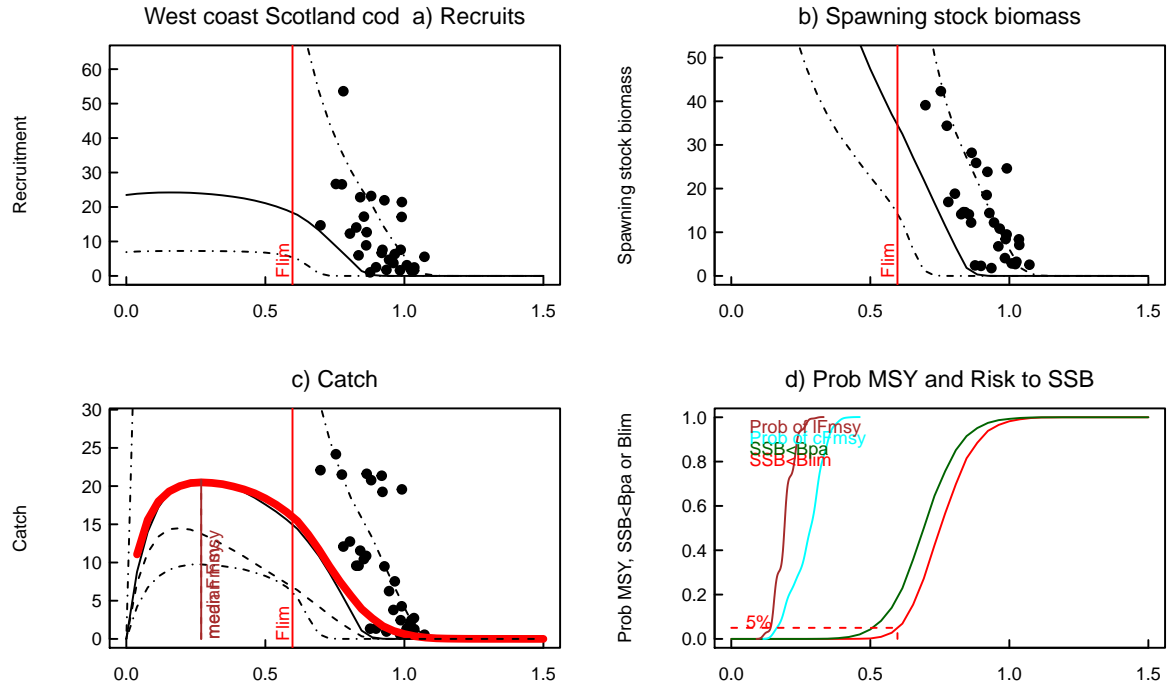 West coast Scotland cod a) Recruits
Recruitment
60
50
40
30
20
10
0
Flim
0.0 0.5 1.0 1.5
b) Spawning stock biomass
Spawning stock biomass
50
40
30
20
10
0
Flim
0.0 0.5 1.0 1.5
c) Catch
Catch
30
25
20
15
10
5
0
Flim
0.0 0.5 1.0 1.5
d) Prob MSY and Risk to SSB
Prob MSY, SSB<Bpa or Blim
1.0
0.8
0.6
0.4
0.2
0.0
Prob of lFmsy
Prob of cFmsy
SSB<Bpa
SSB<Blim
5%
0.0 0.5 1.0 1.5